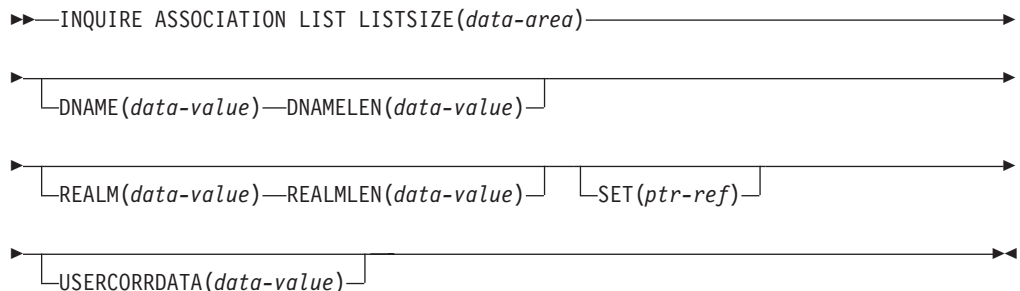 INQUIRE ASSOCIATION LIST LISTSIZE(data-area)
DNAME(data-value) DNAMELEN(data-value)
REALM(data-value) REALMLEN(data-value) SET(ptr-ref)
USERCORRDATA(data-value)